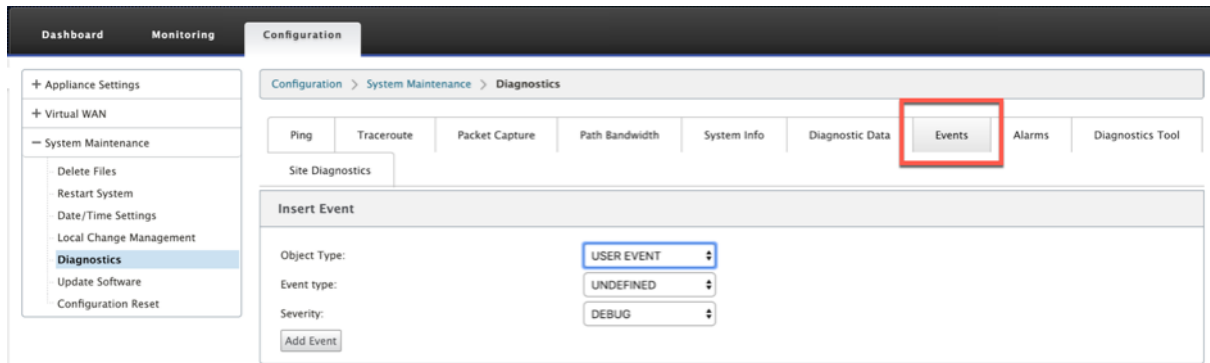 Dashboard Monitoring Configuration
+ Appliance Settings
+ Virtual WAN
− System Maintenance
Delete Files
Restart System
Date/Time Settings
Local Change Management
Diagnostics
Update Software
Configuration Reset
Configuration > System Maintenance > Diagnostics
Ping Traceroute Packet Capture Path Bandwidth System Info Diagnostic Data Events Alarms Diagnostics Tool
Site Diagnostics
Insert Event
Object Type: USER EVENT
Event type: UNDEFINED
Severity: DEBUG
Add Event